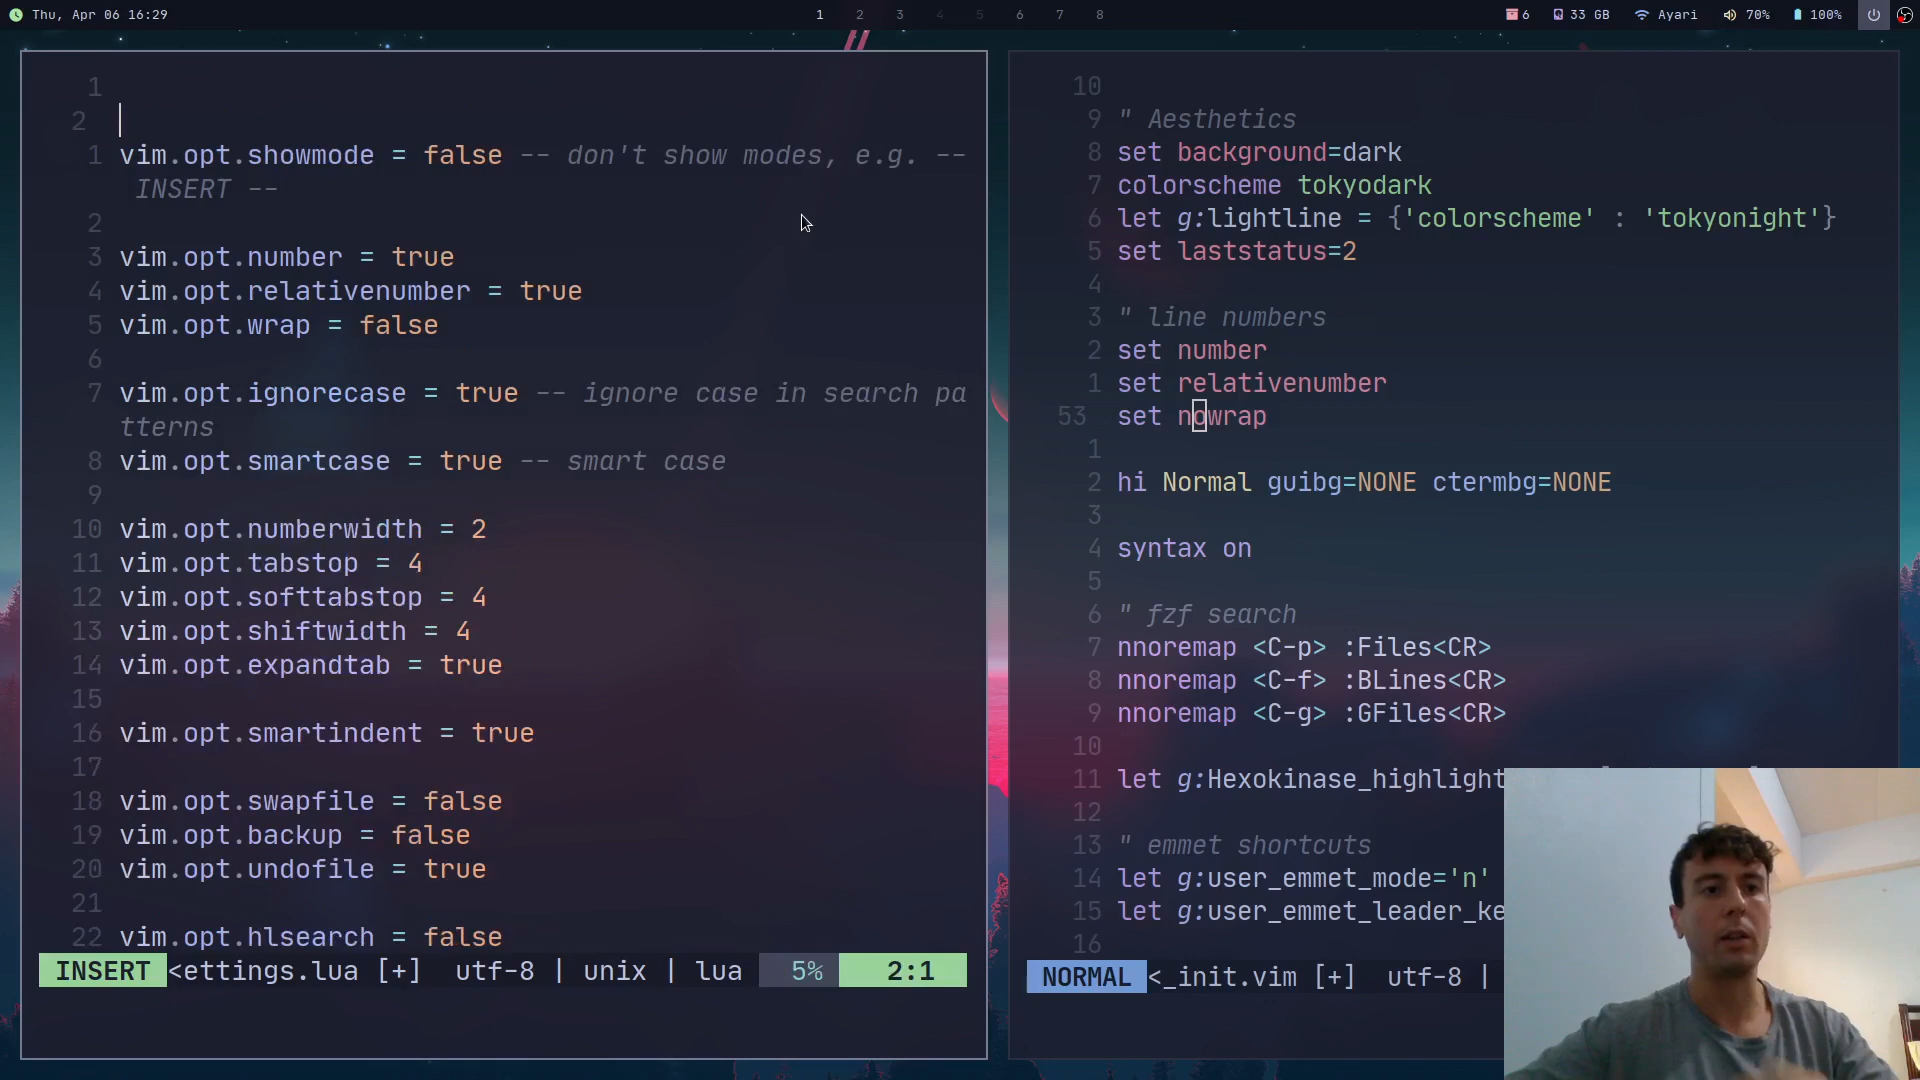 Thu, Apr 06 16:29
1 2 3 4 5 6 7 8
6 33 GB Ayari 70% 100%
1
2
1 vim.opt.showmode = false -- don't show modes, e.g. --
INSERT --
2
3 vim.opt.number = true
4 vim.opt.relativenumber = true
5 vim.opt.wrap = false
6
7 vim.opt.ignorecase = true -- ignore case in search pa
tterns
8 vim.opt.smartcase = true -- smart case
9
10 vim.opt.numberwidth = 2
11 vim.opt.tabstop = 4
12 vim.opt.softtabstop = 4
13 vim.opt.shiftwidth = 4
14 vim.opt.expandtab = true
15
16 vim.opt.smartindent = true
17
18 vim.opt.swapfile = false
19 vim.opt.backup = false
20 vim.opt.undofile = true
21
22 vim.opt.hlsearch = false
INSERT <ettings.lua [+] utf-8 | unix | lua 5% 2:1
10
9 " Aesthetics
8 set background=dark
7 colorscheme tokyodark
6 let g:lightline = {'colorscheme' : 'tokyonight'}
5 set laststatus=2
4
3 " line numbers
2 set number
1 set relativenumber
53 set nowrap
1
2 hi Normal guibg=NONE ctermbg=NONE
3
4 syntax on
5
6 " fzf search
7 nnoremap <C-p> :Files<CR>
8 nnoremap <C-f> :BLines<CR>
9 nnoremap <C-g> :GFiles<CR>
10
11 let g:Hexokinase_highlight
12
13 " emmet shortcuts
14 let g:user_emmet_mode='n'
15 let g:user_emmet_leader_ke
16
NORMAL <_init.vim [+] utf-8 |